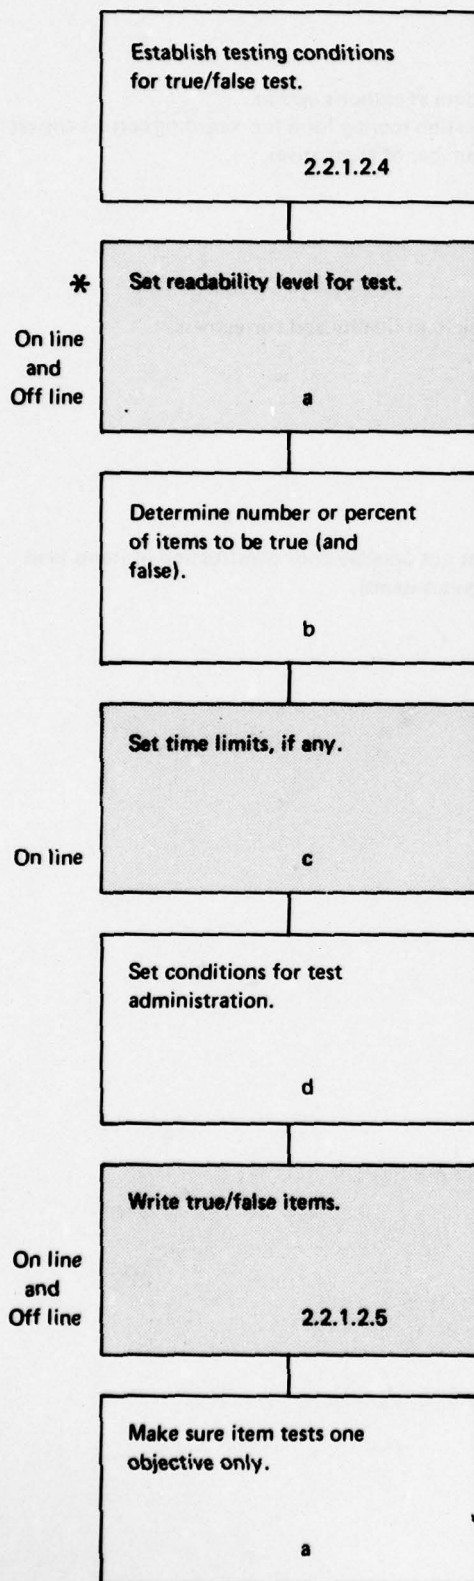 Establish testing conditions
for true/false test.
2.2.1.2.4
*
Set readability level for test.
On line
and
Off line
a
Determine number or percent
of items to be true (and
false).
b
Set time limits, if any.
On line
c
Set conditions for test
administration.
d
Write true/false items.
On line
and
Off line
2.2.1.2.5
Make sure item tests one
objective only.
a